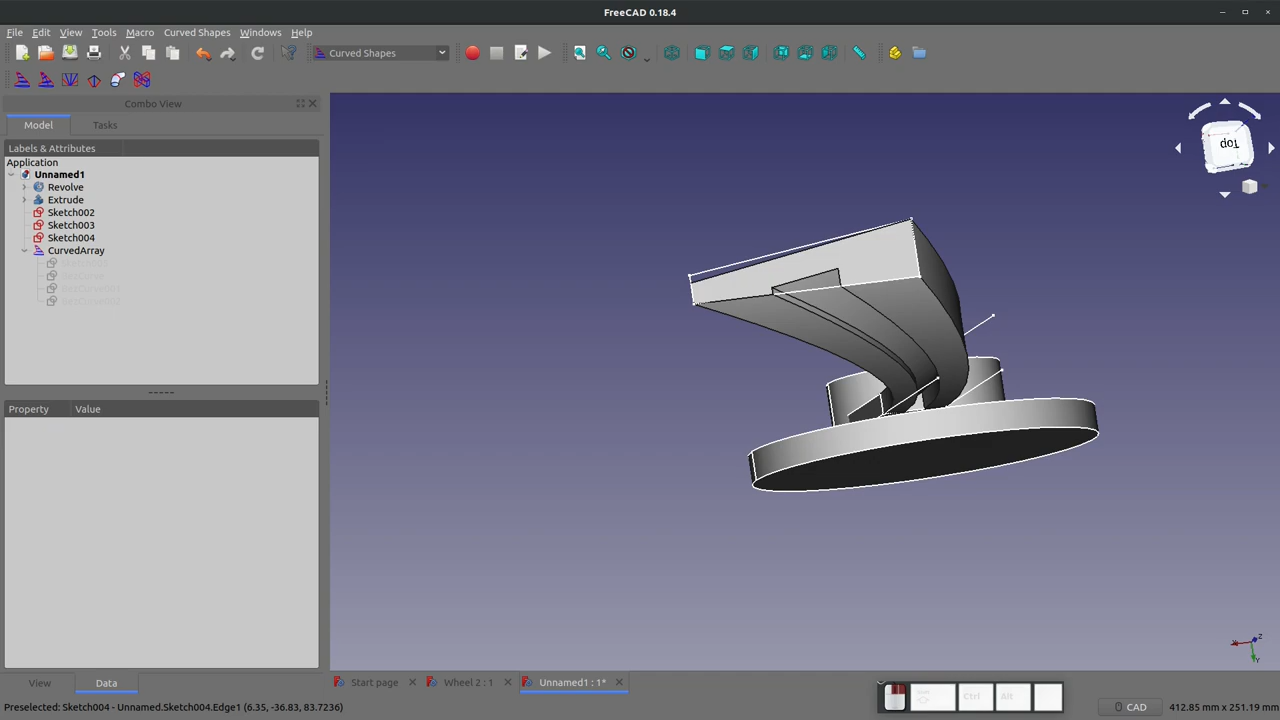 FreeCAD 0.18.4
File Edit View Tools Macro Curved Shapes Windows Help
Curved Shapes
Combo View
Model Tasks
Labels & Attributes
Application
Unnamed1
Revolve
Extrude
Sketch002
Sketch003
Sketch004
CurvedArray
Property Value
Top
Z
Y
View Data
Start page Wheel 2 : 1 Unnamed1 : 1*
Ctrl Alt
CAD 412.85 mm x 251.19 mm
Preselected: Sketch004 - Unnamed.Sketch004.Edge1 (6.35, -36.83, 83.7236)